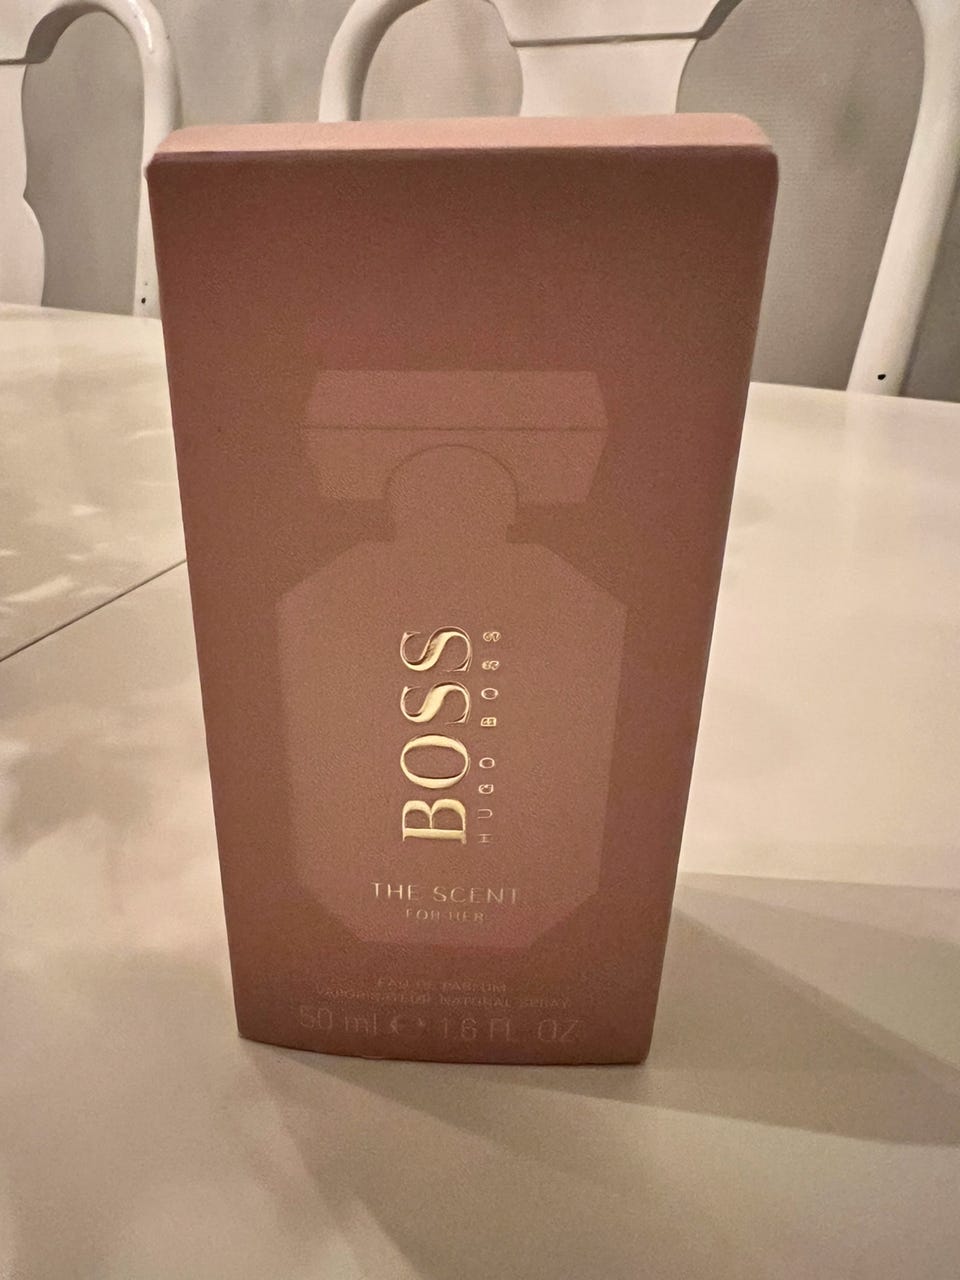 BOSS
HUGO BOSS
THE SCENT
FOR HER
EAU DE PARFUM
VAPORISATEUR NATURAL SPRAY
50 ml ℮ 1.6 FL. OZ.